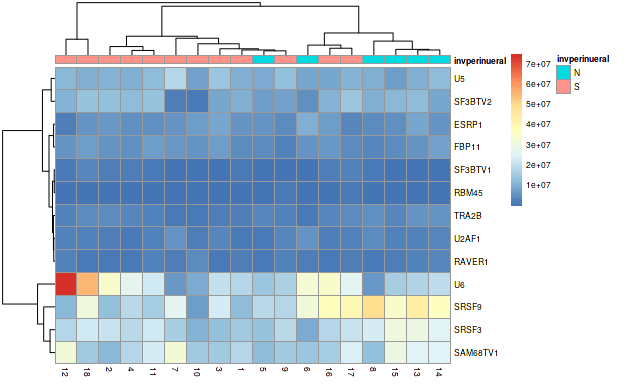 invperinueral
U5
SF3BTV2
ESRP1
FBP11
SF3BTV1
RBM45
TRA2B
U2AF1
RAVER1
U6
SRSF9
SRSF3
SAM68TV1
12 18 2 4 11 7 10 3 1 5 9 6 16 17 8 15 13 14
7e+07
6e+07
5e+07
4e+07
3e+07
2e+07
1e+07
invperinueral
N
S